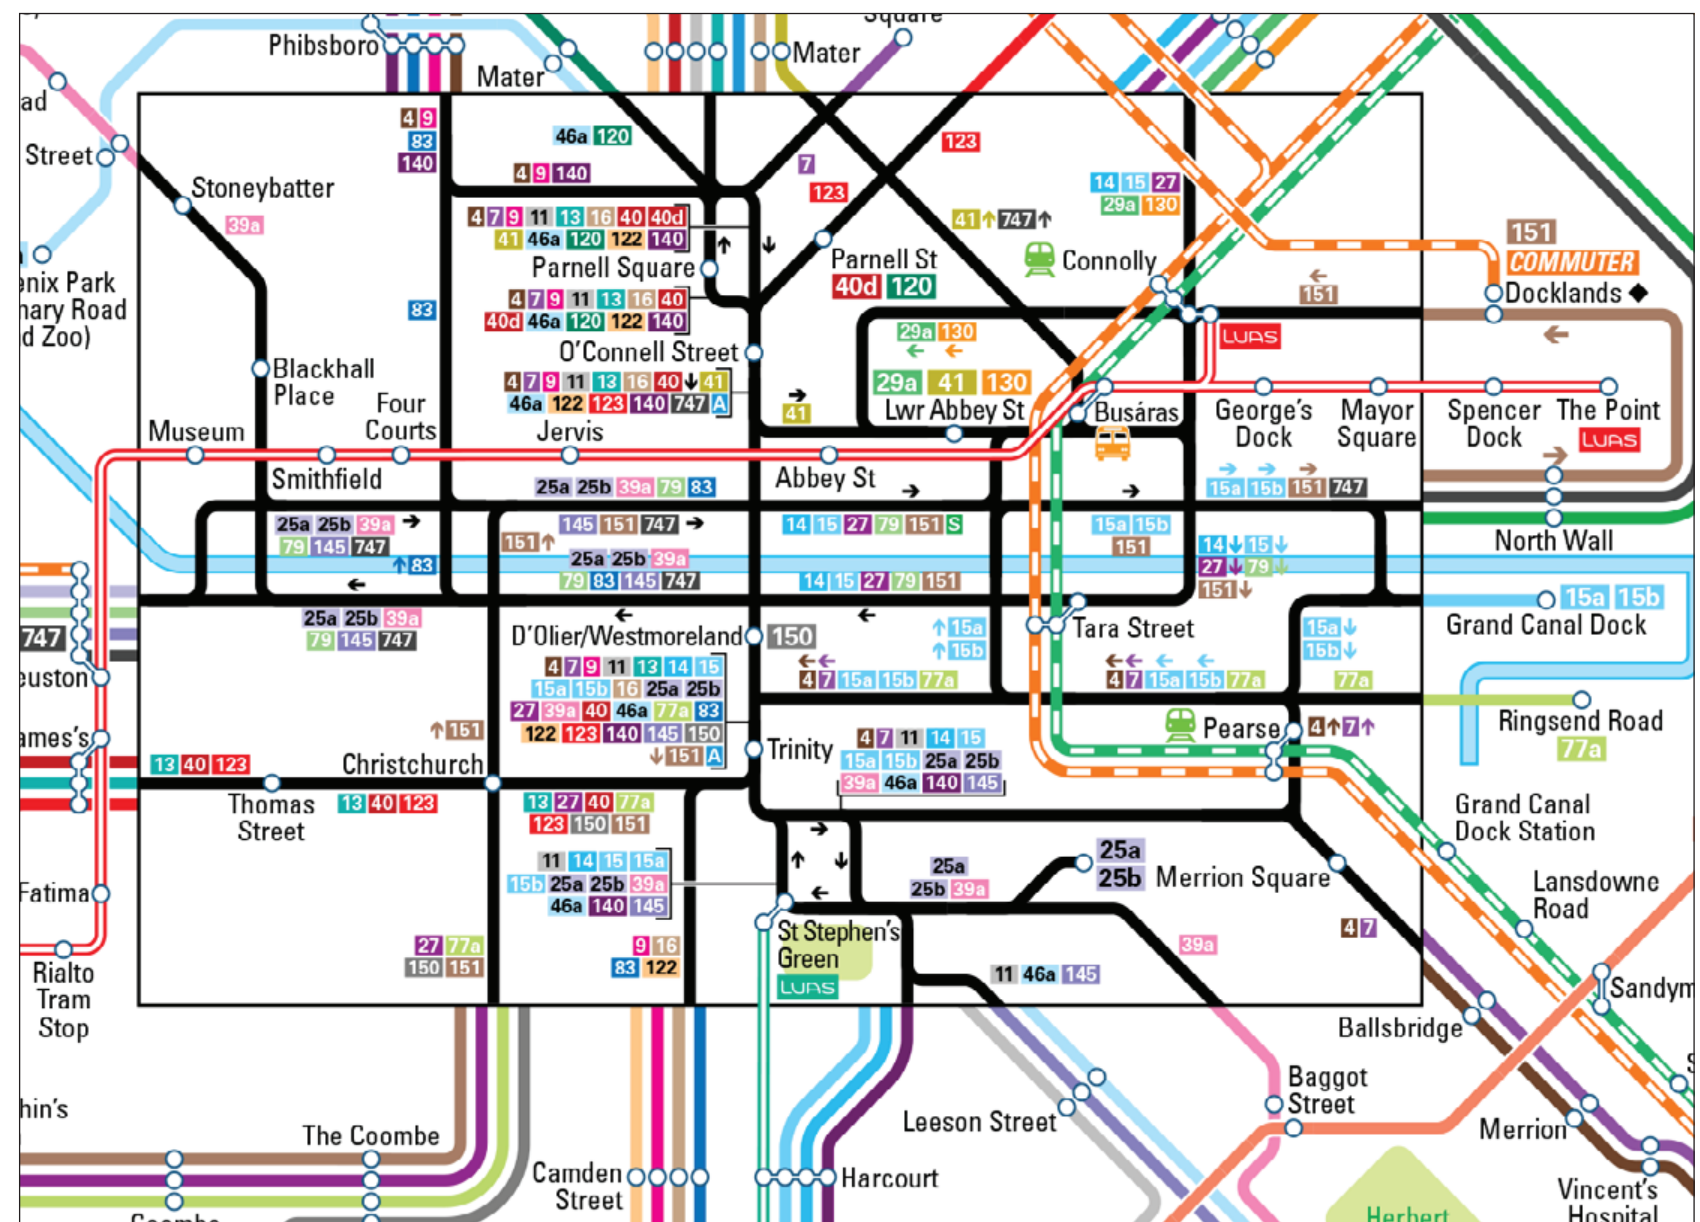 Square
Phibsboro
Mater
Mater
ad
Street
4 9
83
140
46a 120
4 9 140
7
123
123
14 15 27
29a 130
Stoneybatter
39a
4 7 9 11 13 16 40 40d
41 46a 120 122 140
41 ↑ 747 ↑
↑ ↓
Parnell Square
Parnell St
40d 120
Connolly
151
COMMUTER
Docklands ◆
←
151
←
enix Park
nary Road
d Zoo)
83
4 7 9 11 13 16 40
40d 46a 120 122 140
O'Connell Street
29a 130
← ←
LUAS
Blackhall
Place
4 7 9 11 13 16 40 ↓ 41
46a 122 123 140 747 A
→
41
29a 41 130
Lwr Abbey St
Busáras
George's
Dock
Mayor
Square
Spencer
Dock
The Point
LUAS
Museum
Four
Courts
Jervis
Smithfield
Abbey St
→
25a 25b 39a 79 83
→
→ → →
15a 15b 151 747
→
North Wall
25a 25b 39a →
79 145 747
145 151 747 →
14 15 27 79 151 S
15a 15b
151
151 ↑
↑ 83
25a 25b 39a
79 83 145 747
14 15 27 79 151
14 ↓ 15 ↓
27 ↓ 79 ↓
151 ↓
←
←
←
25a 25b 39a
79 145 747
747
D'Olier/Westmoreland
150
↑ 15a
↑ 15b
Tara Street
15a ↓
15b ↓
15a 15b
Grand Canal Dock
euston
4 7 9 11 13 14 15
15a 15b 16 25a 25b
27 39a 40 46a 77a 83
122 123 140 145 150
↓ 151 A
← ←
4 7 15a 15b 77a
← ← ← ←
4 7 15a 15b 77a
77a
Ringsend Road
77a
ames's
↑ 151
Trinity
4 7 11 14 15
15a 15b 25a 25b
39a 46a 140 145
Pearse
4 ↑ 7 ↑
13 40 123
Christchurch
Thomas
Street
13 40 123
13 27 40 77a
123 150 151
→
↑ ↓
←
Grand Canal
Dock Station
11 14 15 15a
15b 25a 25b 39a
46a 140 145
25a
25b 39a
25a
25b
Merrion Square
Lansdowne
Road
Fatima
St Stephen's
Green
LUAS
4 7
39a
27 77a
150 151
9 16
83 122
11 46a 145
Rialto
Tram
Stop
Sandym
Ballsbridge
hin's
The Coombe
Leeson Street
Baggot
Street
Merrion
Camden
Street
Harcourt
Vincent's
Hospital
Coombe
Herbert